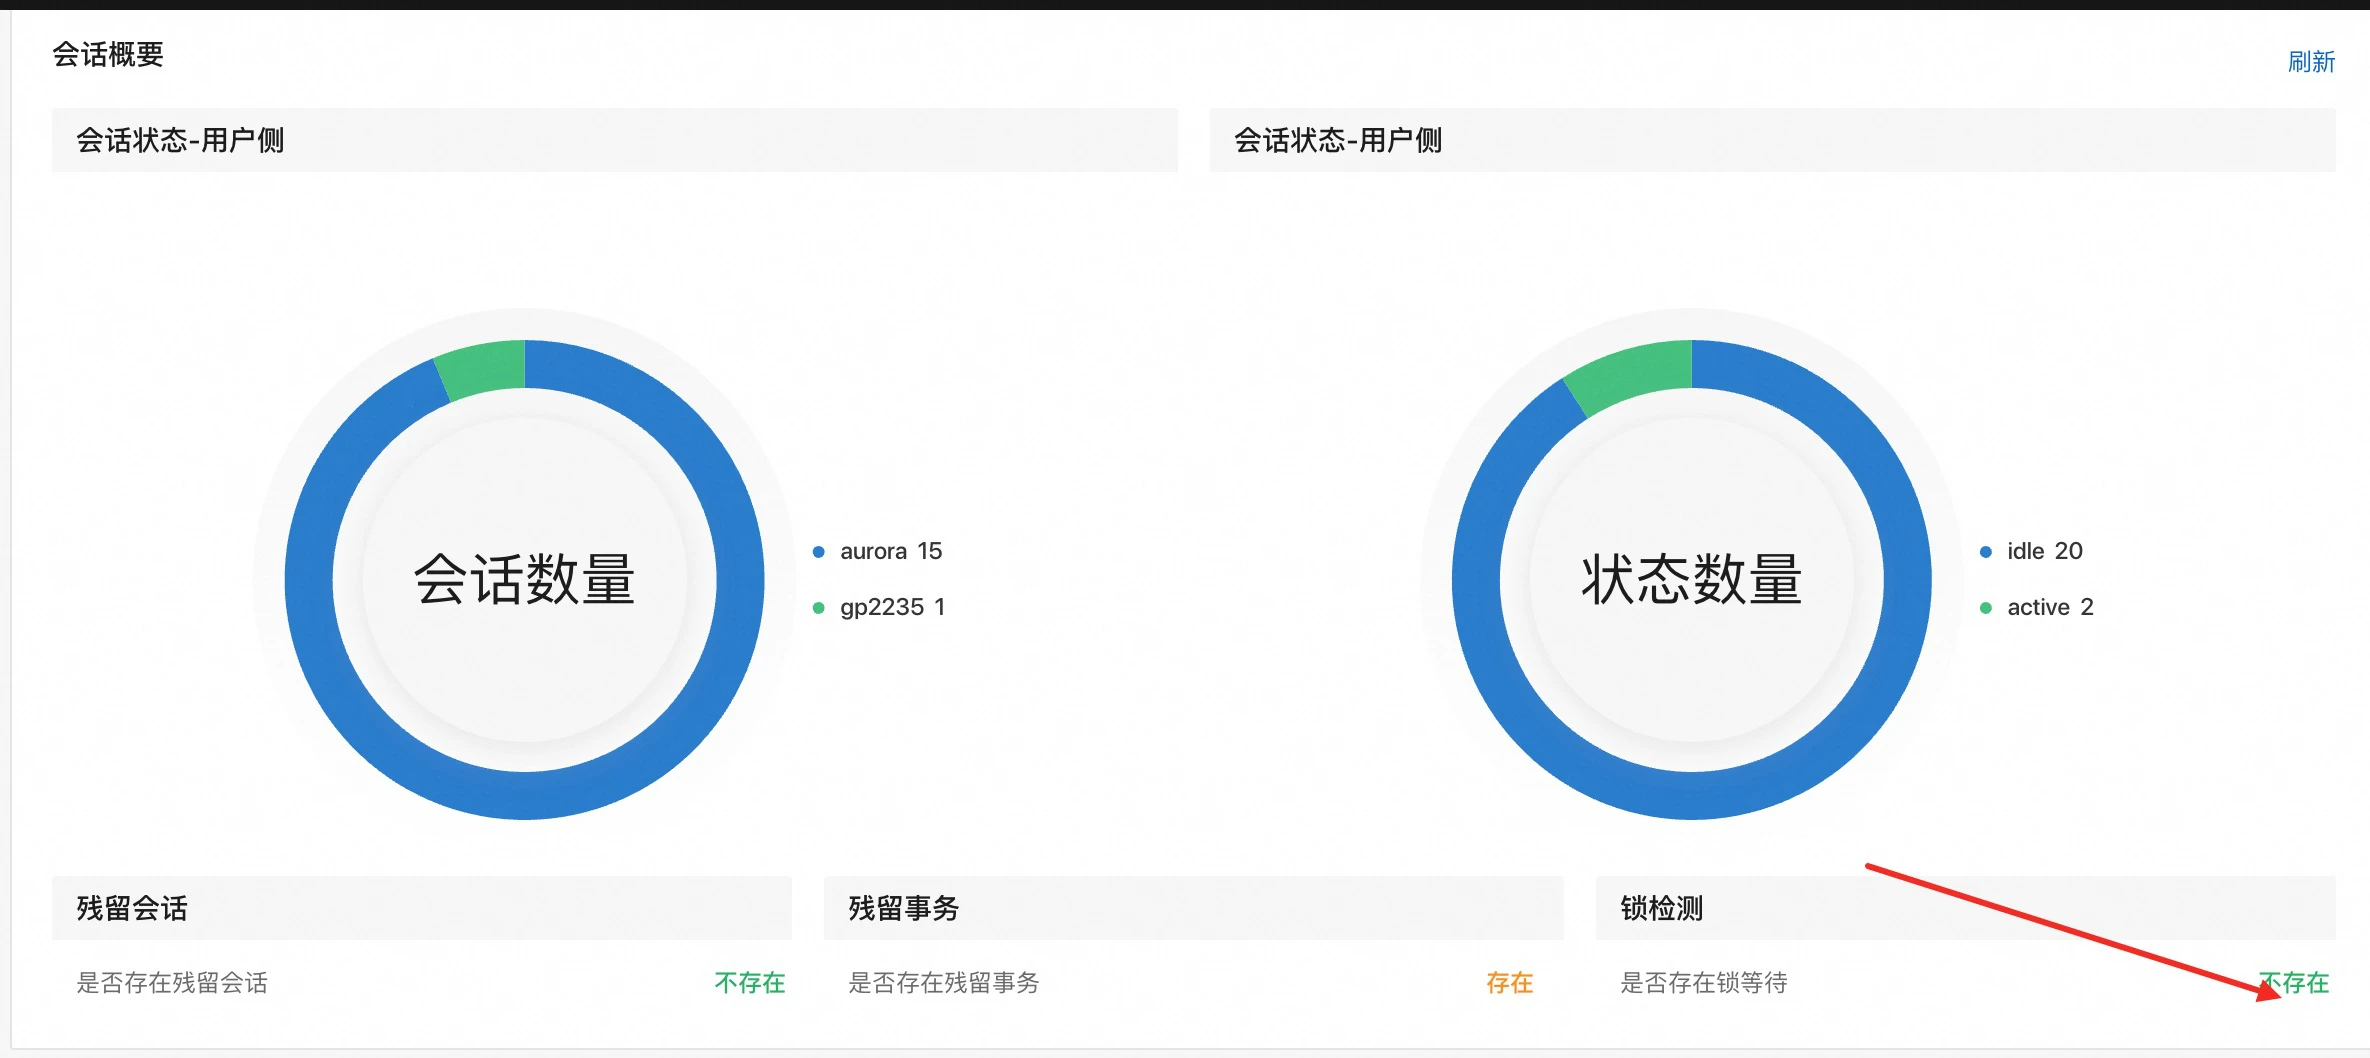 会话概要
刷新
会话状态-用户侧
会话状态-用户侧
会话数量
aurora 15
gp2235 1
状态数量
idle 20
active 2
残留会话
残留事务
锁检测
是否存在残留会话
不存在
是否存在残留事务
存在
是否存在锁等待
不存在